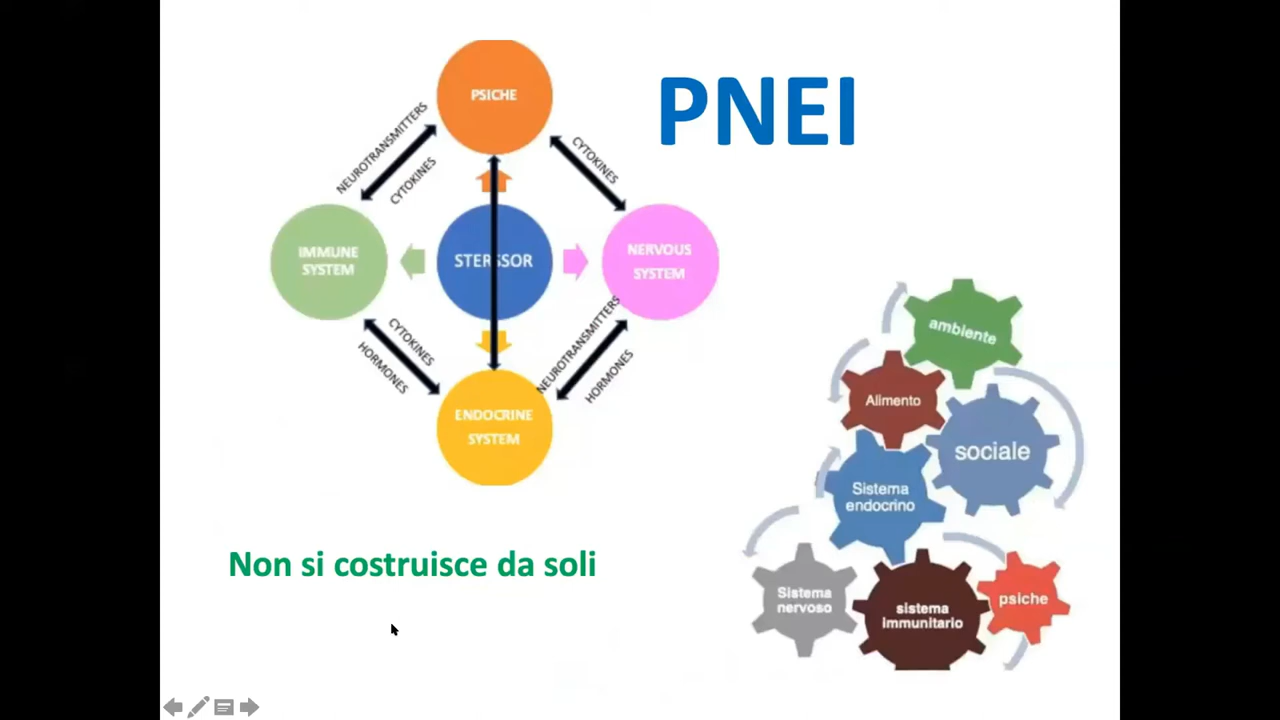 PSICHE
PNEI
NEUROTRANSMITTERS
CYTOKINES
CYTOKINES
IMMUNE
SYSTEM
STERSSOR
NERVOUS
SYSTEM
CYTOKINES
HORMONES
NEUROTRANSMITTERS
HORMONES
ENDOCRINE
SYSTEM
ambiente
Alimento
sociale
Sistema
endocrino
Sistema
nervoso
sistema
immunitario
psiche
Non si costruisce da soli